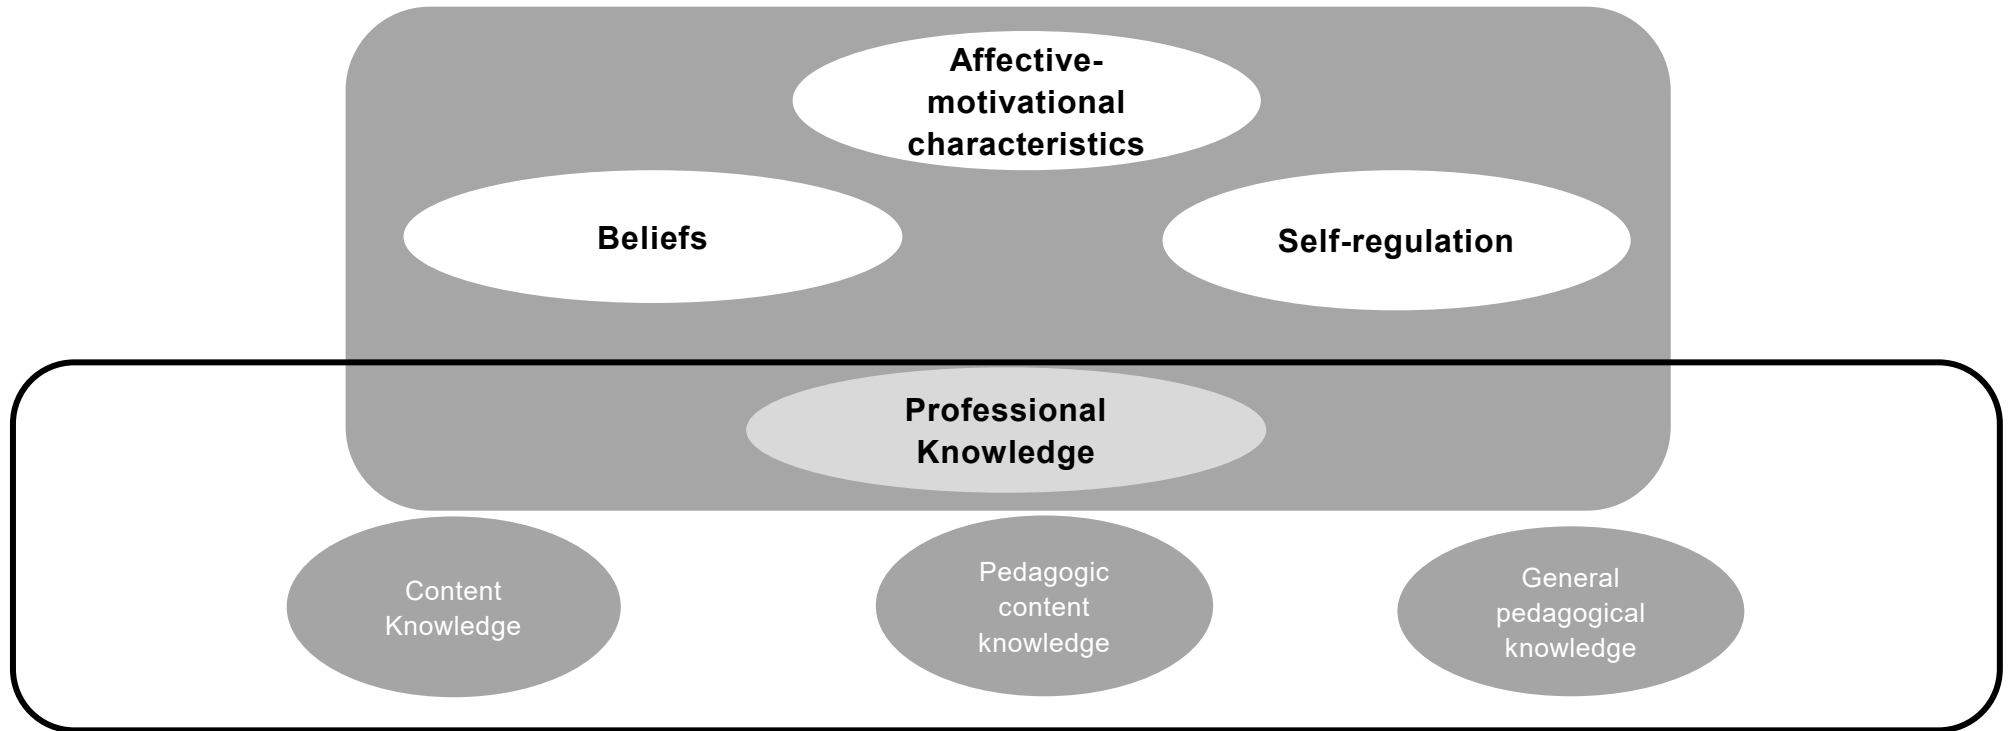 Affective-
motivational
characteristics
Beliefs
Self-regulation
Professional
Knowledge
Content
Knowledge
Pedagogic
content
knowledge
General
pedagogical
knowledge